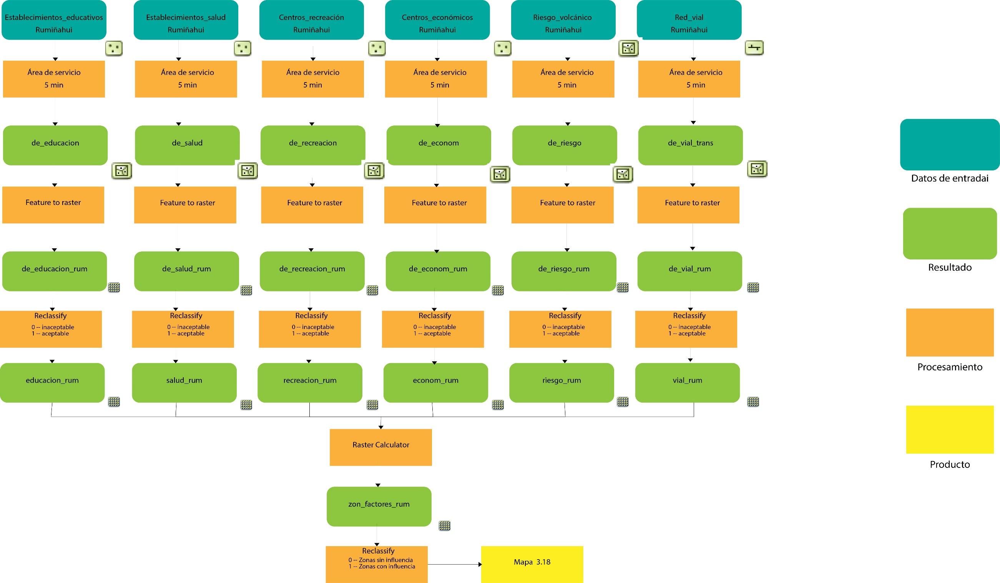 Establecimientos_educativos
Rumiñahui
Establecimientos_salud
Rumiñahui
Centros_recreación
Rumiñahui
Centros_económicos
Rumiñahui
Riesgo_volcánico
Rumiñahui
Red_vial
Rumiñahui
Área de servicio
5 min
Área de servicio
5 min
Área de servicio
5 min
Área de servicio
5 min
Área de servicio
5 min
Área de servicio
5 min
de_educacion
de_salud
de_recreacion
de_econom
de_riesgo
de_vial_trans
Feature to raster
Feature to raster
Feature to raster
Feature to raster
Feature to raster
Feature to raster
de_educacion_rum
de_salud_rum
de_recreacion_rum
de_econom_rum
de_riesgo_rum
de_vial_rum
Reclassify
0 -- inaceptable
1 -- aceptable
Reclassify
0 -- inaceptable
1 -- aceptable
Reclassify
0 -- inaceptable
1 -- aceptable
Reclassify
0 -- inaceptable
1 -- aceptable
Reclassify
0 -- inaceptable
1 -- aceptable
Reclassify
0 -- inaceptable
1 -- aceptable
educacion_rum
salud_rum
recreacion_rum
econom_rum
riesgo_rum
vial_rum
Raster Calculator
zon_factores_rum
Reclassify
0 -- Zonas sin influencia
1 -- Zonas con influencia
Mapa 3.18
Datos de entradai
Resultado
Procesamiento
Producto